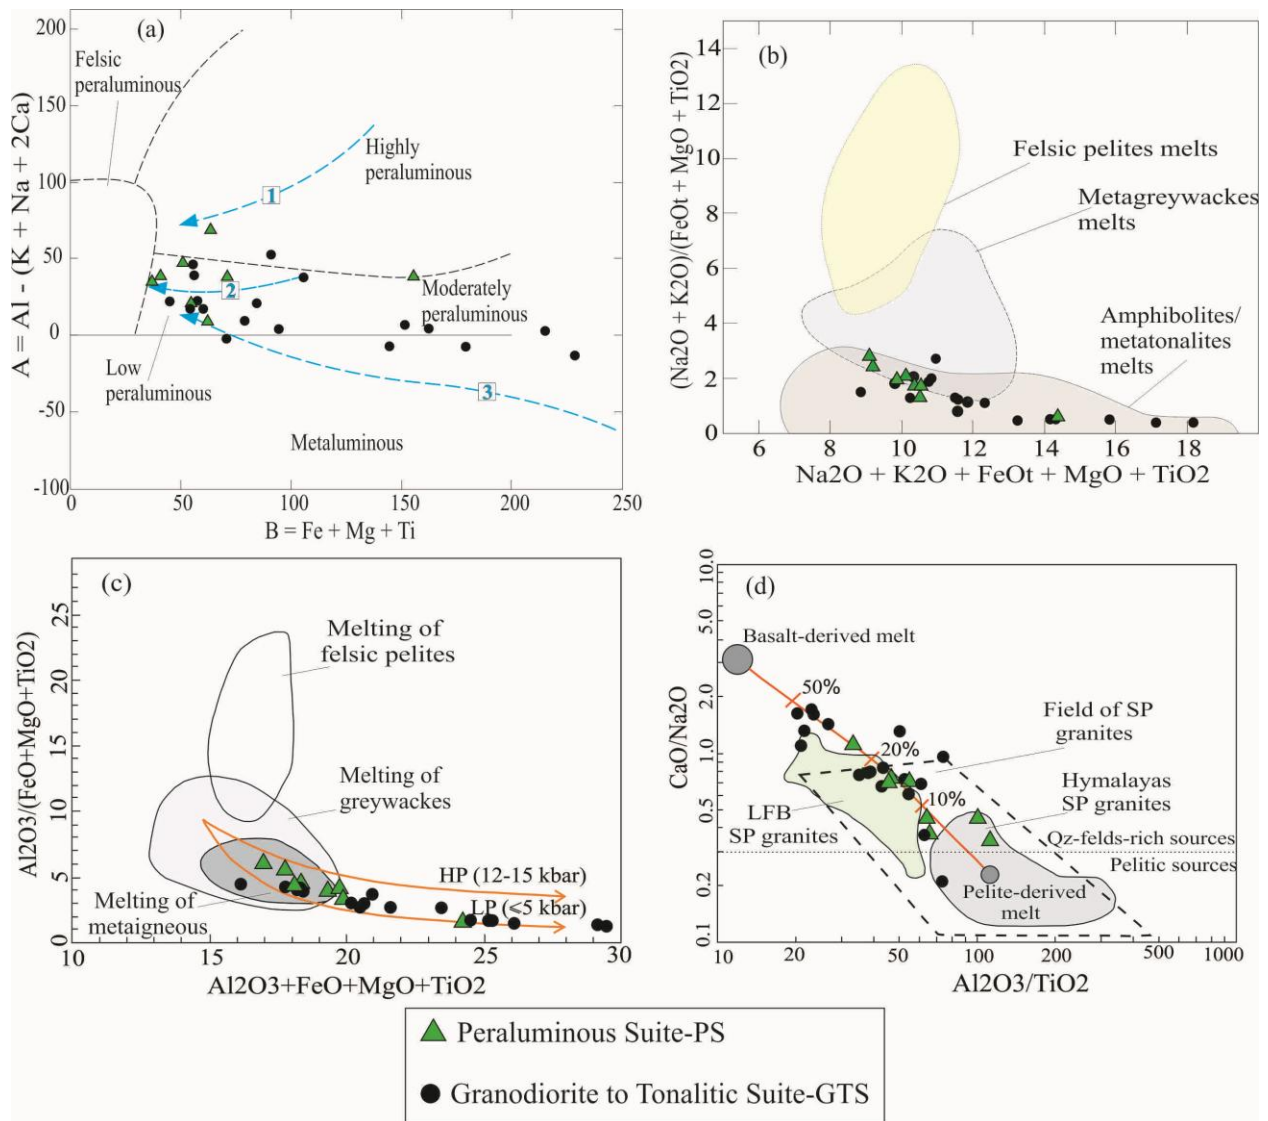 (a)
200
150
100
50
0
-50
-100
A = Al - (K + Na + 2Ca)
Felsic
peraluminous
Highly
peraluminous
1
2
3
Moderately
peraluminous
Low
peraluminous
Metaluminous
0
50
100
150
200
250
B = Fe + Mg + Ti
(b)
14
12
10
8
6
4
2
0
(Na2O + K2O)/(FeOt + MgO + TiO2)
Felsic pelites melts
Metagreywackes
melts
Amphibolites/
metatonalites
melts
6
8
10
12
14
16
18
Na2O + K2O + FeOt + MgO + TiO2
(c)
25
20
15
10
5
0
Al2O3/(FeO+MgO+TiO2)
Melting of
felsic pelites
Melting of
greywackes
HP (12-15 kbar)
LP (⩽5 kbar)
Melting of
metaigneous
10
15
20
25
30
Al2O3+FeO+MgO+TiO2
(d)
10.0
5.0
2.0
1.0
0.5
0.2
0.1
CaO/Na2O
Basalt-derived melt
50%
20%
10%
Field of SP
granites
Hymalayas
SP granites
LFB
SP granites
Qz-felds-rich sources
Pelitic sources
Pelite-derived
melt
10
20
50
100
200
500
1000
Al2O3/TiO2
Peraluminous Suite-PS
Granodiorite to Tonalitic Suite-GTS